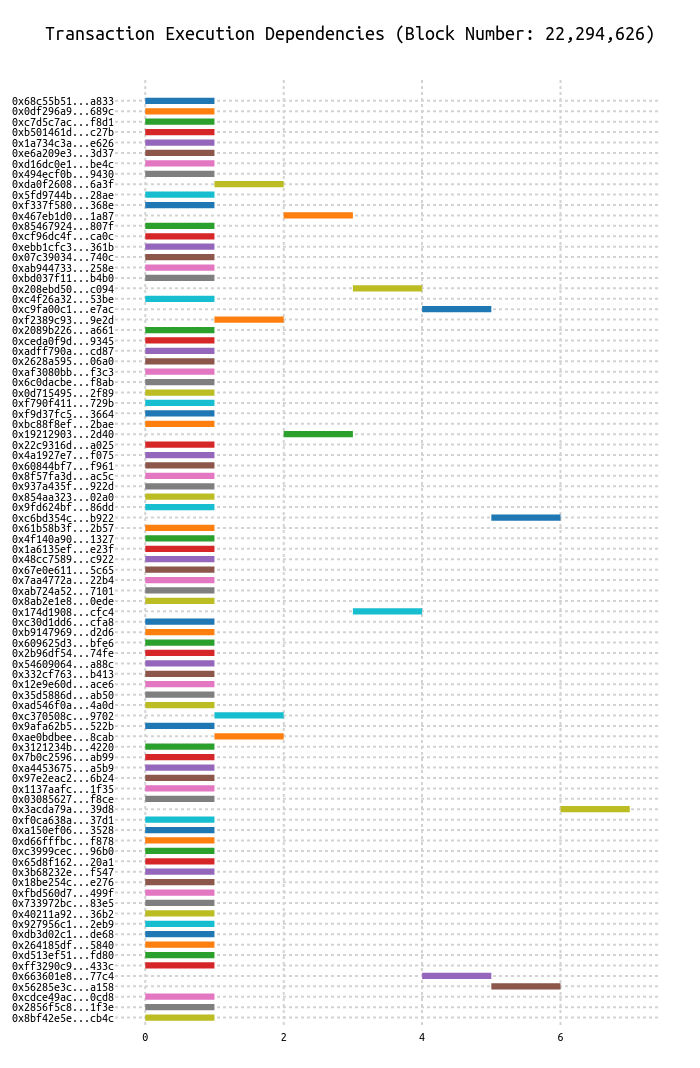 Transaction Execution Dependencies (Block Number: 22,294,626)
0x68c55b51...a833
0x0df296a9...689c
0xc7d5c7ac...f8d1
0xb501461d...c27b
0x1a734c3a...e626
0xe6a209e3...3d37
0xd16dc0e1...be4c
0x494ecf0b...9430
0xda0f2608...6a3f
0x5fd9744b...28ae
0xf337f580...368e
0x467eb1d0...1a87
0x85467924...807f
0xcf96dc4f...ca0c
0xebb1cfc3...361b
0x07c39034...740c
0xab944733...258e
0xbd037f11...b4b0
0x208ebd50...c094
0xc4f26a32...53be
0xc9fa00c1...e7ac
0xf2389c93...9e2d
0x2089b226...a661
0xceda0f9d...9345
0xadff790a...cd87
0x2628a595...06a0
0xaf3080bb...f3c3
0x6c0dacbe...f8ab
0x0d715495...2f89
0xf790f411...729b
0xf9d37fc5...3664
0xbc88f8ef...2bae
0x19212903...2d40
0x22c9316d...a025
0x4a1927e7...f075
0x60844bf7...f961
0x8f57fa3d...ac5c
0x937a435f...922d
0x854aa323...02a0
0x9fd624bf...86dd
0xc6bd354c...b922
0x61b58b3f...2b57
0x4f140a90...1327
0x1a6135ef...e23f
0x48cc7589...c922
0x67e0e611...5c65
0x7aa4772a...22b4
0xab724a52...7101
0x8ab2e1e8...0ede
0x174d1908...cfc4
0xc30d1dd6...cfa8
0xb9147969...d2d6
0x609625d3...bfe6
0x2b96df54...74fe
0x54609064...a88c
0x332cf763...b413
0x12e9e60d...ace6
0x35d5886d...ab50
0xad546f0a...4a0d
0xc370508c...9702
0x9afa62b5...522b
0xae0bdbee...8cab
0x3121234b...4220
0x7b0c2596...ab99
0xa4453675...a5b9
0x97e2eac2...6b24
0x1137aafc...1f35
0x03085627...f8ce
0x3acda79a...39d8
0xf0ca638a...37d1
0xa150ef06...3528
0xd66fffbc...f878
0xc3999cec...96b0
0x65d8f162...20a1
0x3b68232e...f547
0x18be254c...e276
0xfbd560d7...499f
0x733972bc...83e5
0x40211a92...36b2
0x927956c1...2eb9
0xdb3d02c1...de68
0x264185df...5840
0xd513ef51...fd80
0xff3290c9...433c
0x663601e8...77c4
0x56285e3c...a158
0xcdce49ac...0cd8
0x2856f5c8...1f3e
0x8bf42e5e...cb4c
0 2 4 6